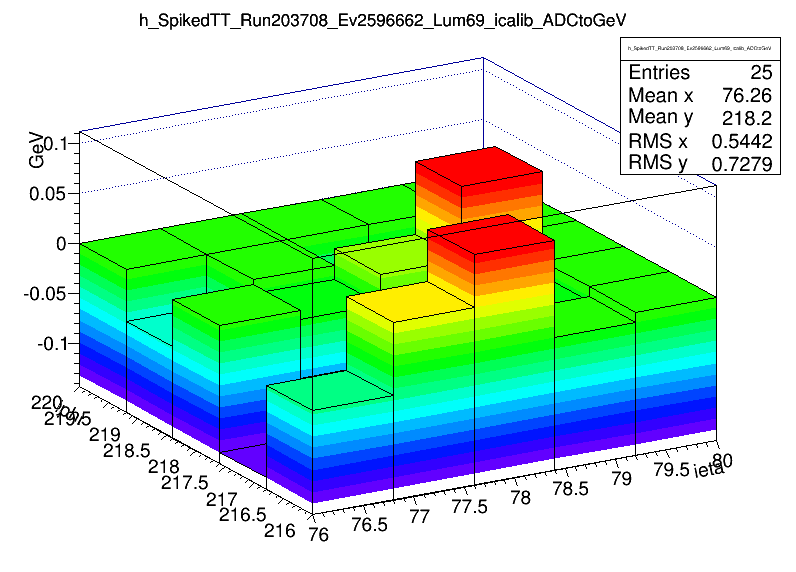 h_SpikedTT_Run203708_Ev2596662_Lum69_icalib_ADCtoGeV
h_SpikedTT_Run203708_Ev2596662_Lum69_icalib_ADCtoGeV
Entries 25
Mean x 76.26
Mean y 218.2
RMS x 0.5442
RMS y 0.7279
GeV
0.1
0.05
0
-0.05
-0.1
220
219.5
219
218.5
218
217.5
217
216.5
216
76
76.5
77
77.5
78
78.5
79
79.5
80
ieta